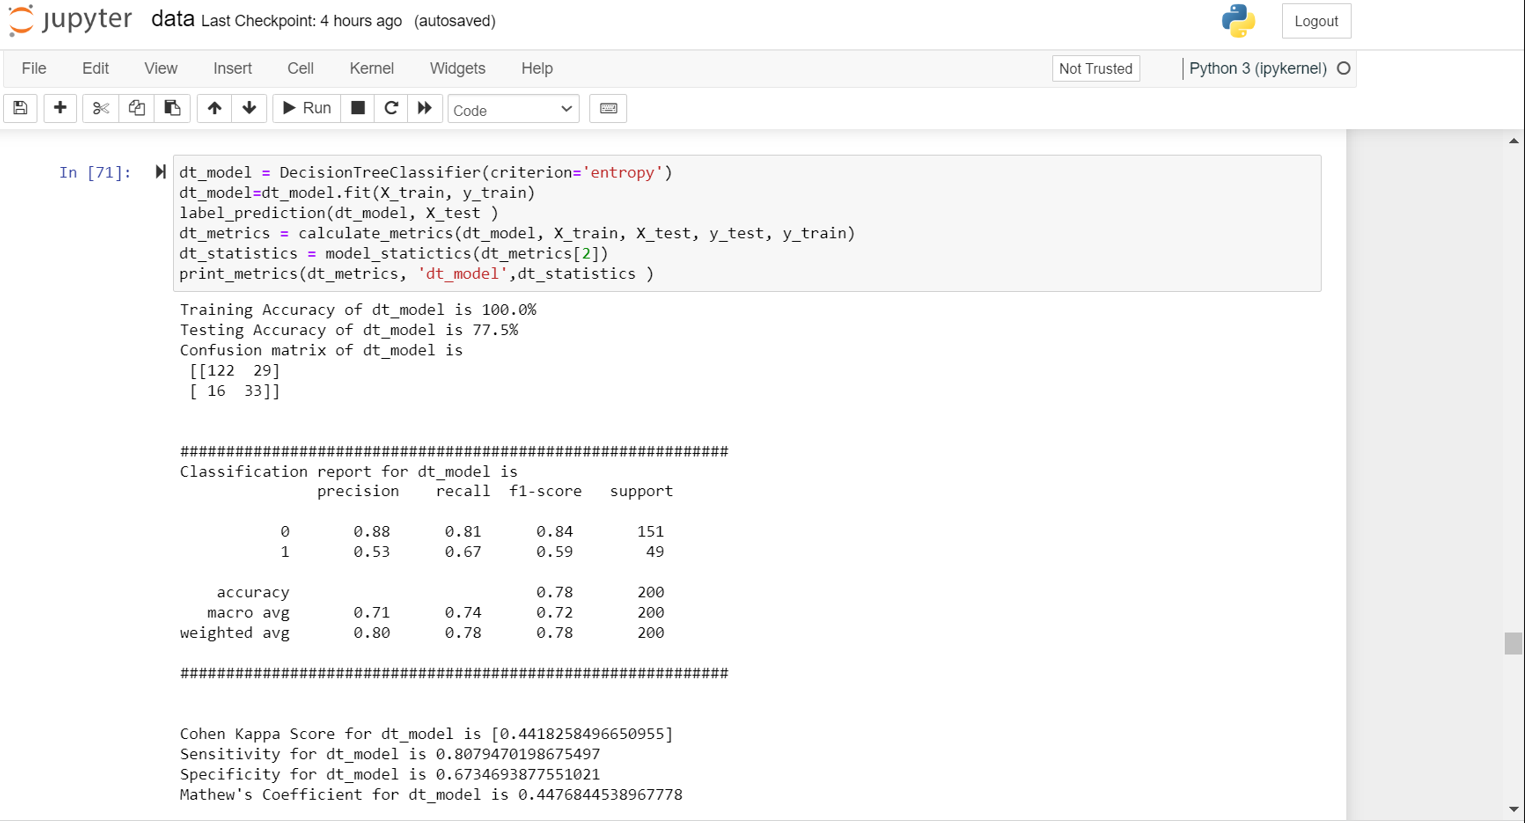 jupyter data Last Checkpoint: 4 hours ago (autosaved) Logout
File Edit View Insert Cell Kernel Widgets Help Not Trusted Python 3 (ipykernel)
Run Code
In [71]: dt_model = DecisionTreeClassifier(criterion='entropy')
dt_model=dt_model.fit(X_train, y_train)
label_prediction(dt_model, X_test )
dt_metrics = calculate_metrics(dt_model, X_train, X_test, y_test, y_train)
dt_statistics = model_statictics(dt_metrics[2])
print_metrics(dt_metrics, 'dt_model',dt_statistics )
Training Accuracy of dt_model is 100.0%
Testing Accuracy of dt_model is 77.5%
Confusion matrix of dt_model is
[[122 29]
[ 16 33]]
############################################################
Classification report for dt_model is
precision recall f1-score support
0 0.88 0.81 0.84 151
1 0.53 0.67 0.59 49
accuracy 0.78 200
macro avg 0.71 0.74 0.72 200
weighted avg 0.80 0.78 0.78 200
############################################################
Cohen Kappa Score for dt_model is [0.4418258496650955]
Sensitivity for dt_model is 0.8079470198675497
Specificity for dt_model is 0.6734693877551021
Mathew's Coefficient for dt_model is 0.4476844538967778